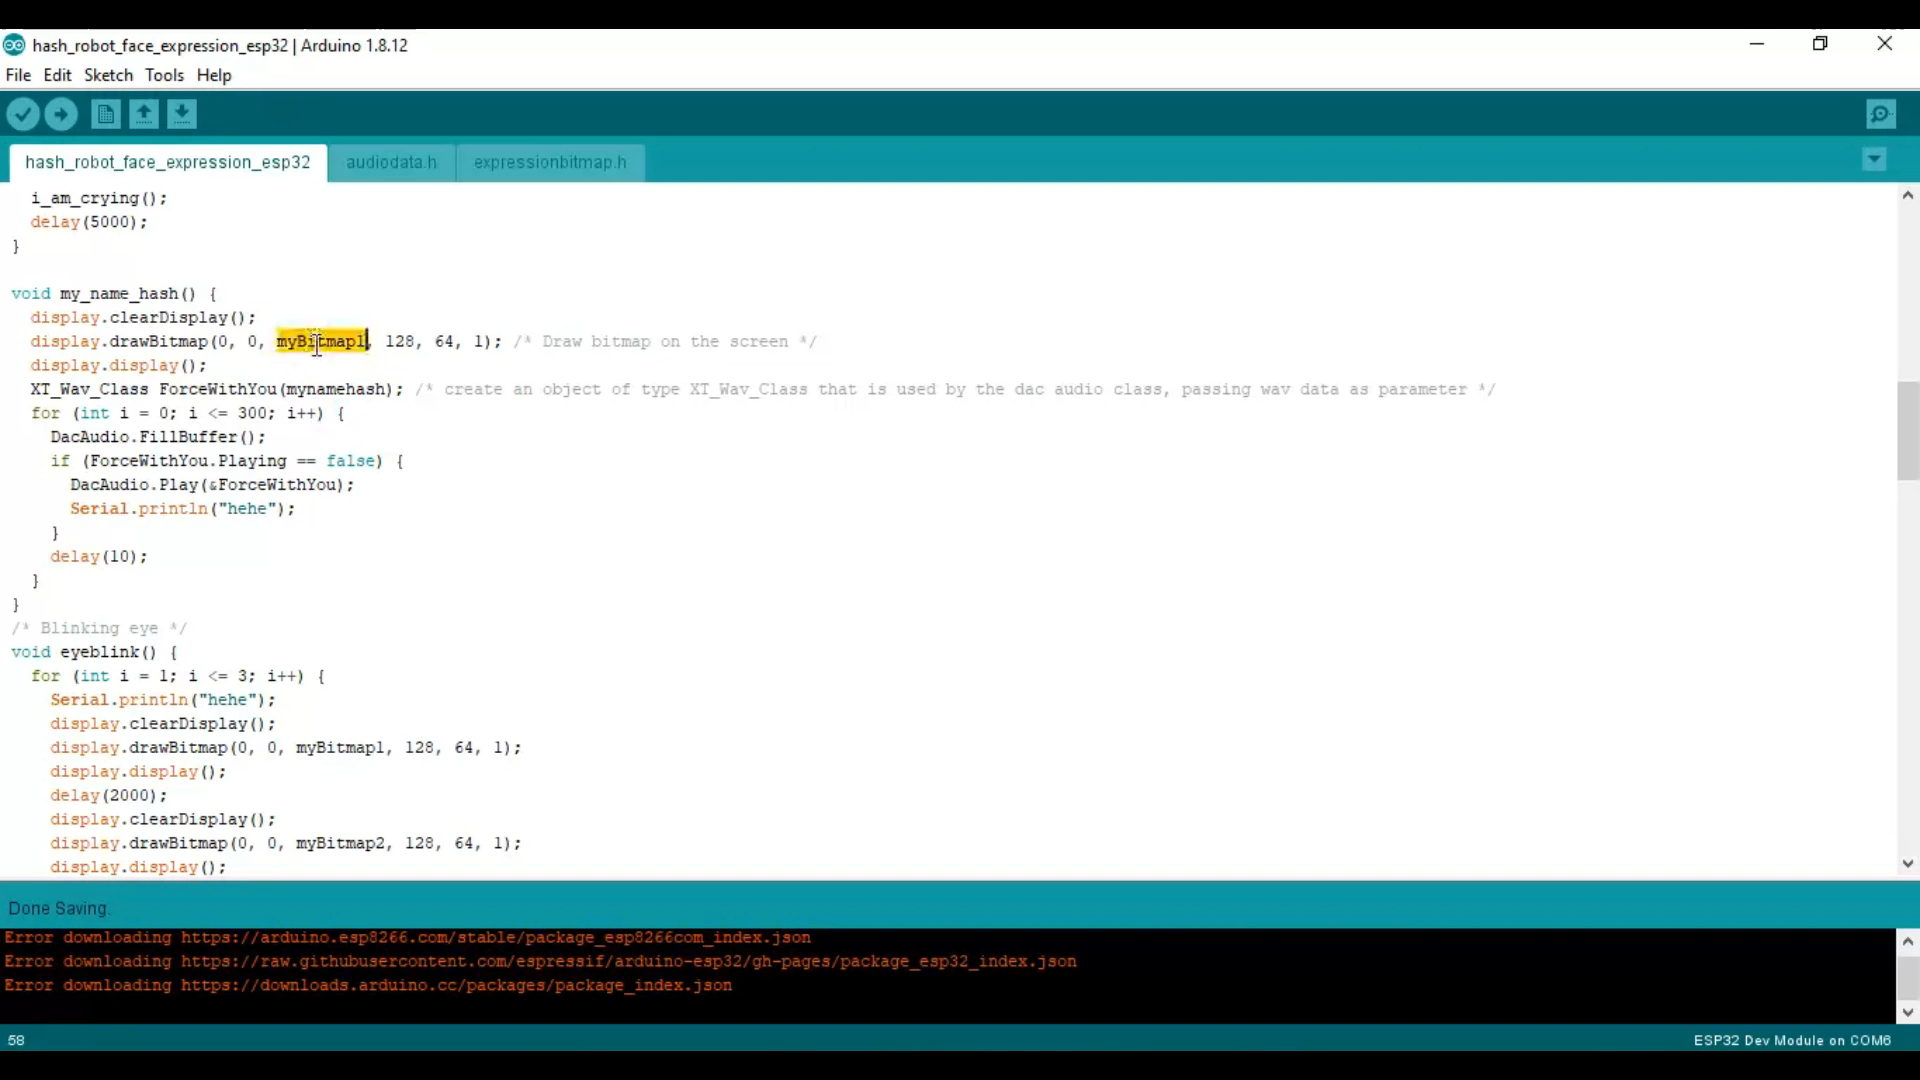 hash_robot_face_expression_esp32 | Arduino 1.8.12
File Edit Sketch Tools Help
hash_robot_face_expression_esp32 audiodata.h expressionbitmap.h
i_am_crying();
delay(5000);
}
void my_name_hash() {
display.clearDisplay();
display.drawBitmap(0, 0, myBitmap1, 128, 64, 1); /* Draw bitmap on the screen */
display.display();
XT_Wav_Class ForceWithYou(mynamehash); /* create an object of type XT_Wav_Class that is used by the dac audio class, passing wav data as parameter */
for (int i = 0; i <= 300; i++) {
DacAudio.FillBuffer();
if (ForceWithYou.Playing == false) {
DacAudio.Play(&ForceWithYou);
Serial.println("hehe");
}
delay(10);
}
}
/* Blinking eye */
void eyeblink() {
for (int i = 1; i <= 3; i++) {
Serial.println("hehe");
display.clearDisplay();
display.drawBitmap(0, 0, myBitmap1, 128, 64, 1);
display.display();
delay(2000);
display.clearDisplay();
display.drawBitmap(0, 0, myBitmap2, 128, 64, 1);
display.display();
Done Saving.
Error downloading https://arduino.esp8266.com/stable/package_esp8266com_index.json
Error downloading https://raw.githubusercontent.com/espressif/arduino-esp32/gh-pages/package_esp32_index.json
Error downloading https://downloads.arduino.cc/packages/package_index.json
58 ESP32 Dev Module on COM6